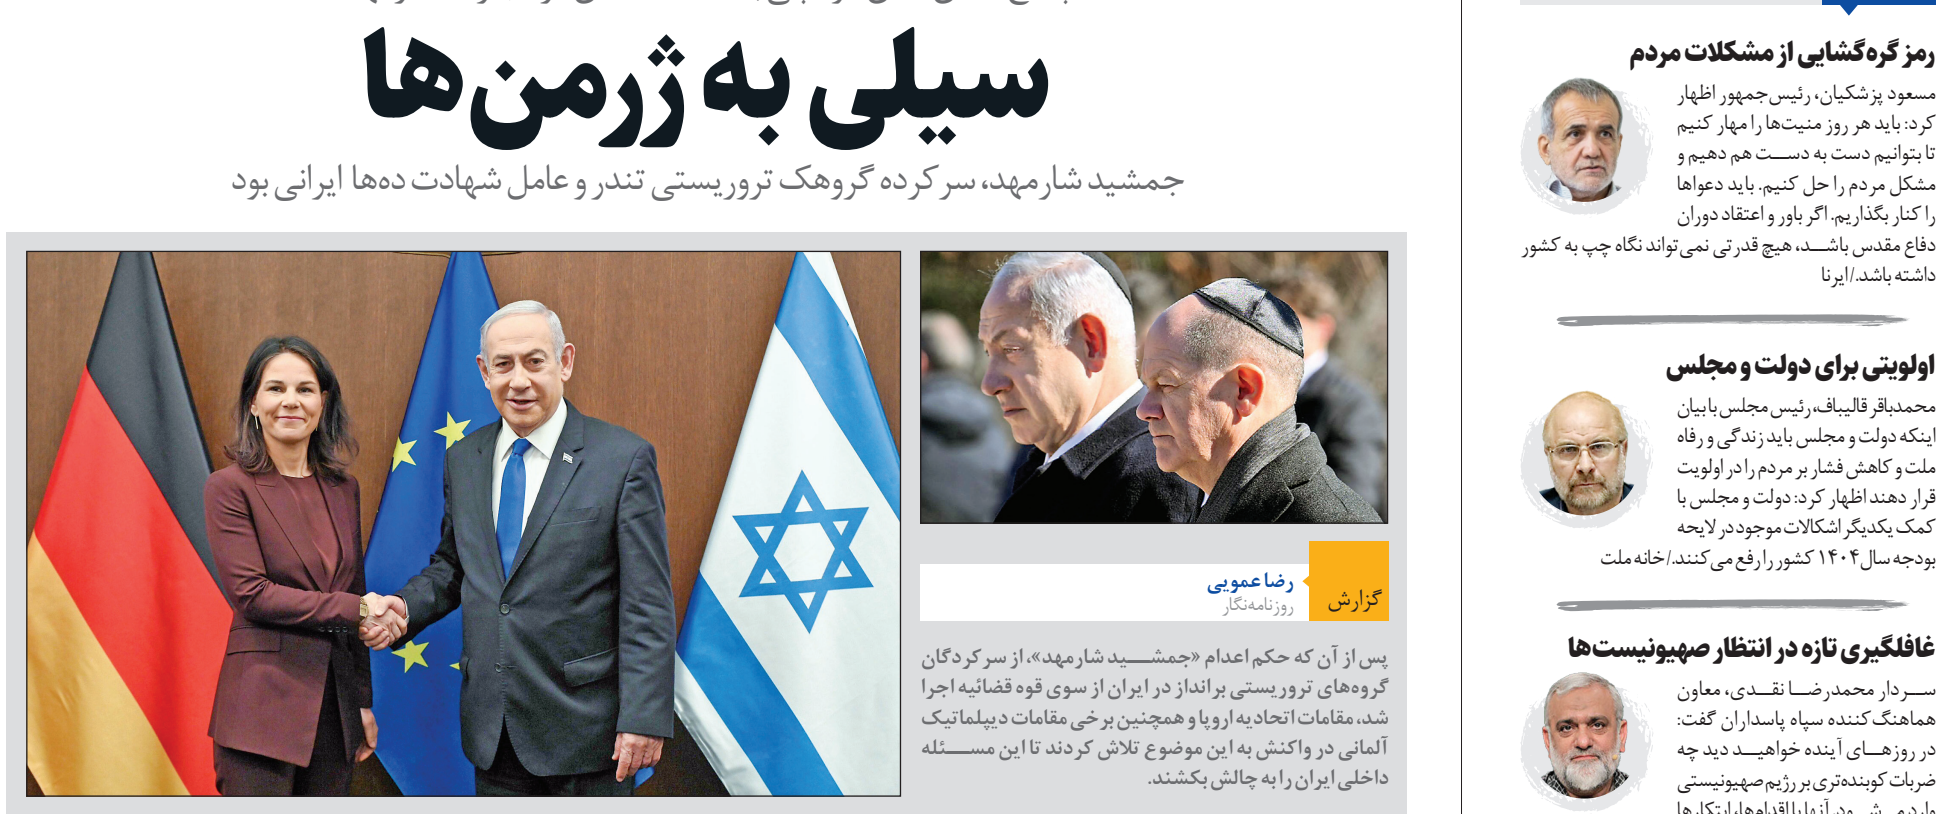 سیلی به ژرمن‌ها
جمشید شارمهد، سرکرده گروهک تروریستی تندر و عامل شهادت ده‌ها ایرانی بود
گزارش
رضا عمویی
روزنامه‌نگار
پس از آن که حکم اعدام «جمشید شارمهد»، از سرکردگان
گروه‌های تروریستی برانداز در ایران از سوی قوه قضائیه اجرا
شد، مقامات اتحادیه اروپا و همچنین برخی مقامات دیپلماتیک
آلمانی در واکنش به این موضوع تلاش کردند تا این مسئله
داخلی ایران را به چالش بکشند.
رمز گره‌گشایی از مشکلات مردم
مسعود پزشکیان، رئیس‌جمهور اظهار
کرد: باید هر روز منیت‌ها را مهار کنیم
تا بتوانیم دست به دست هم دهیم و
مشکل مردم را حل کنیم. باید دعواها
را کنار بگذاریم. اگر باور و اعتقاد دوران
دفاع مقدس باشد، هیچ قدرتی نمی‌تواند نگاه چپ به کشور
داشته باشد./ایرنا
اولویتی برای دولت و مجلس
محمدباقر قالیباف، رئیس مجلس با بیان
اینکه دولت و مجلس باید زندگی و رفاه
ملت و کاهش فشار بر مردم را در اولویت
قرار دهند اظهار کرد: دولت و مجلس با
کمک یکدیگر اشکالات موجود در لایحه
بودجه سال ۱۴۰۴ کشور را رفع می‌کنند./خانه ملت
غافلگیری تازه در انتظار صهیونیست‌ها
سردار محمدرضا نقدی، معاون
هماهنگ‌کننده سپاه پاسداران گفت:
در روزهای آینده خواهید دید چه
ضربات کوبنده‌تری بر رژیم صهیونیستی